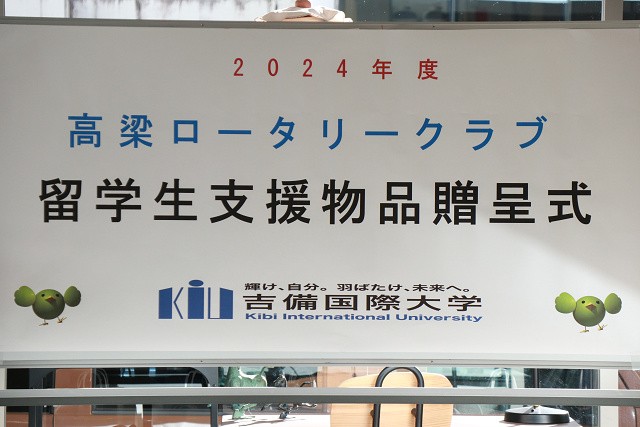 2024年度
高梁ロータリークラブ
留学生支援物品贈呈式
KIU
輝け、自分。羽ばたけ、未来へ。
吉備国際大学
Kibi International University